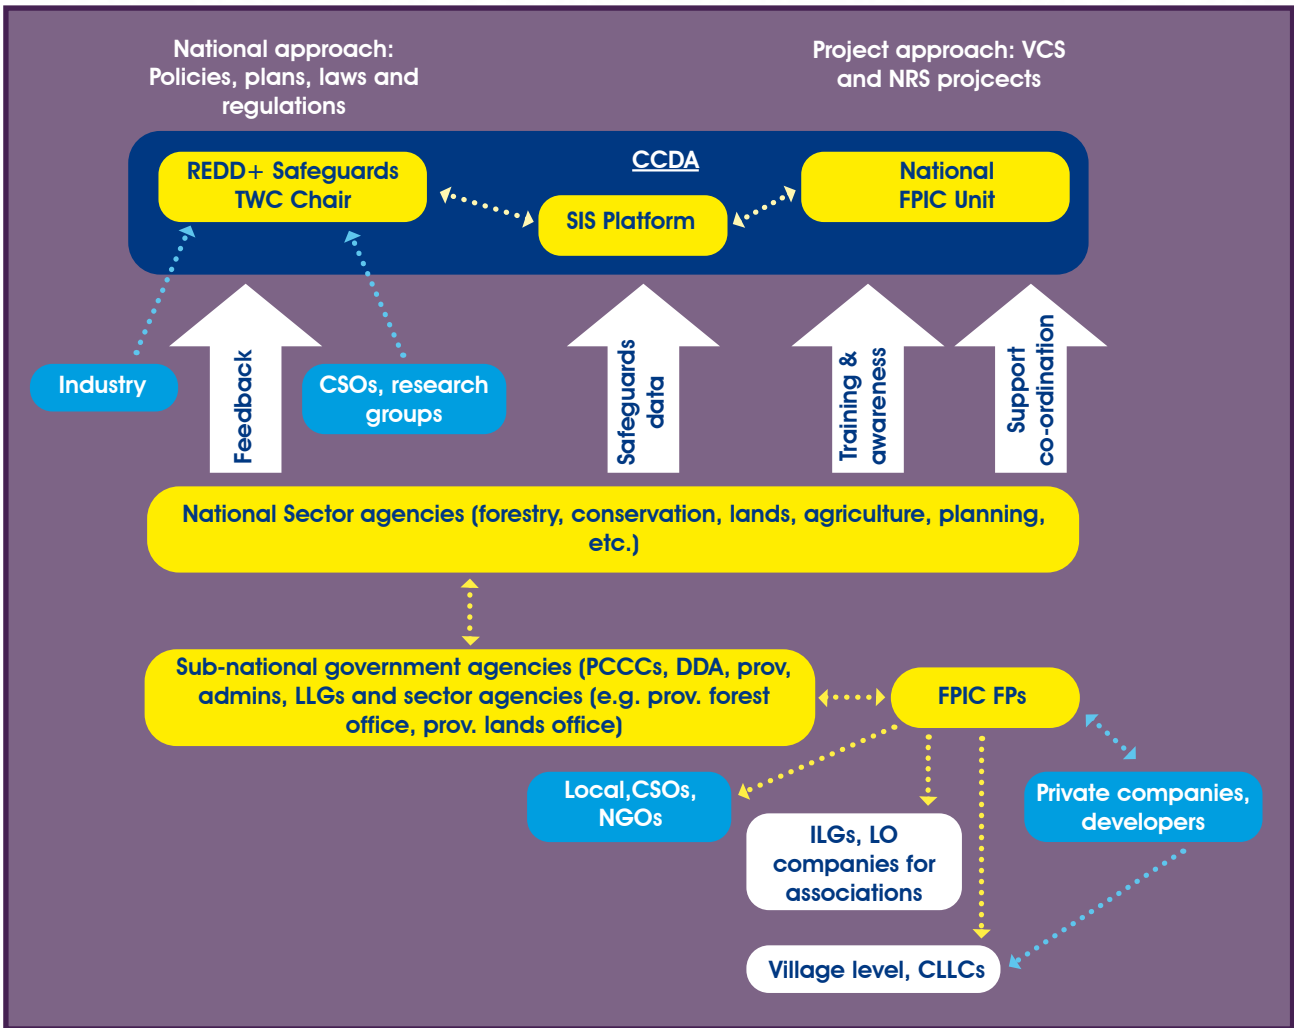 National approach:
Policies, plans, laws and
regulations
Project approach: VCS
and NRS projcects
CCDA
REDD+ Safeguards
TWC Chair
SIS Platform
National
FPIC Unit
Industry
Feedback
CSOs, research
groups
Safeguards
data
Training &
awareness
Support
co-ordination
National Sector agencies (forestry, conservation, lands, agriculture, planning,
etc.)
Sub-national government agencies (PCCCs, DDA, prov,
admins, LLGs and sector agencies (e.g. prov. forest
office, prov. lands office)
FPIC FPs
Local,CSOs,
NGOs
ILGs, LO
companies for
associations
Private companies,
developers
Village level, CLLCs